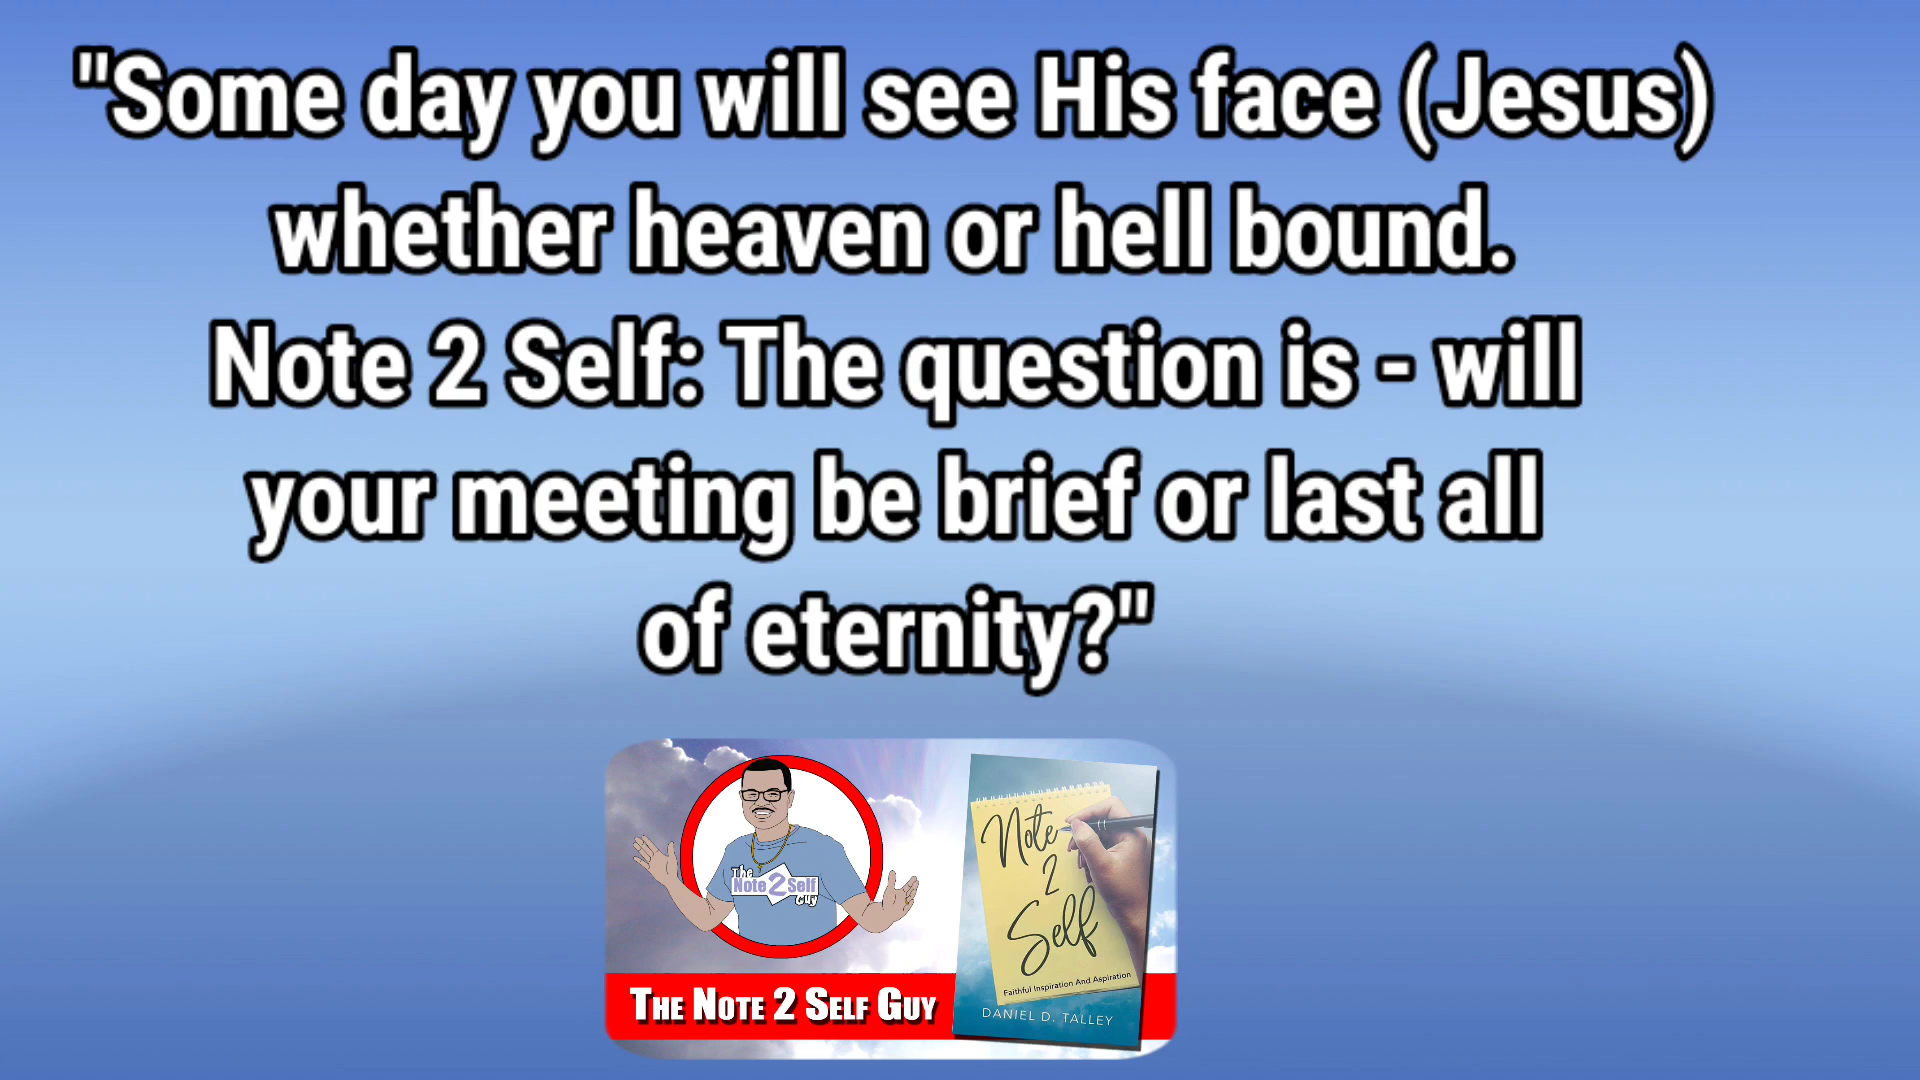 "Some day you will see His face (Jesus)
whether heaven or hell bound.
Note 2 Self: The question is - will
your meeting be brief or last all
of eternity?"
The
Note 2 Self
Guy
THE NOTE 2 SELF GUY
Note
2
Self
Faithful Inspiration And Aspiration
DANIEL D. TALLEY